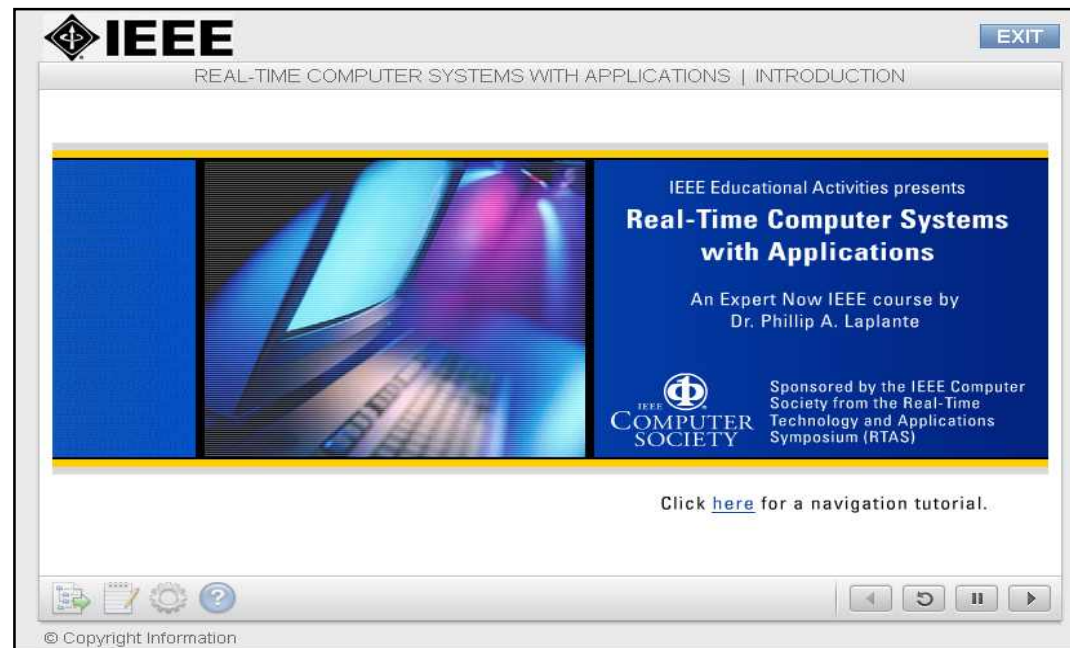 IEEE
EXIT
REAL-TIME COMPUTER SYSTEMS WITH APPLICATIONS | INTRODUCTION
IEEE Educational Activities presents
Real-Time Computer Systems
with Applications
An Expert Now IEEE course by
Dr. Phillip A. Laplante
IEEE
COMPUTER
SOCIETY
Sponsored by the IEEE Computer
Society from the Real-Time
Technology and Applications
Symposium (RTAS)
Click here for a navigation tutorial.
© Copyright Information